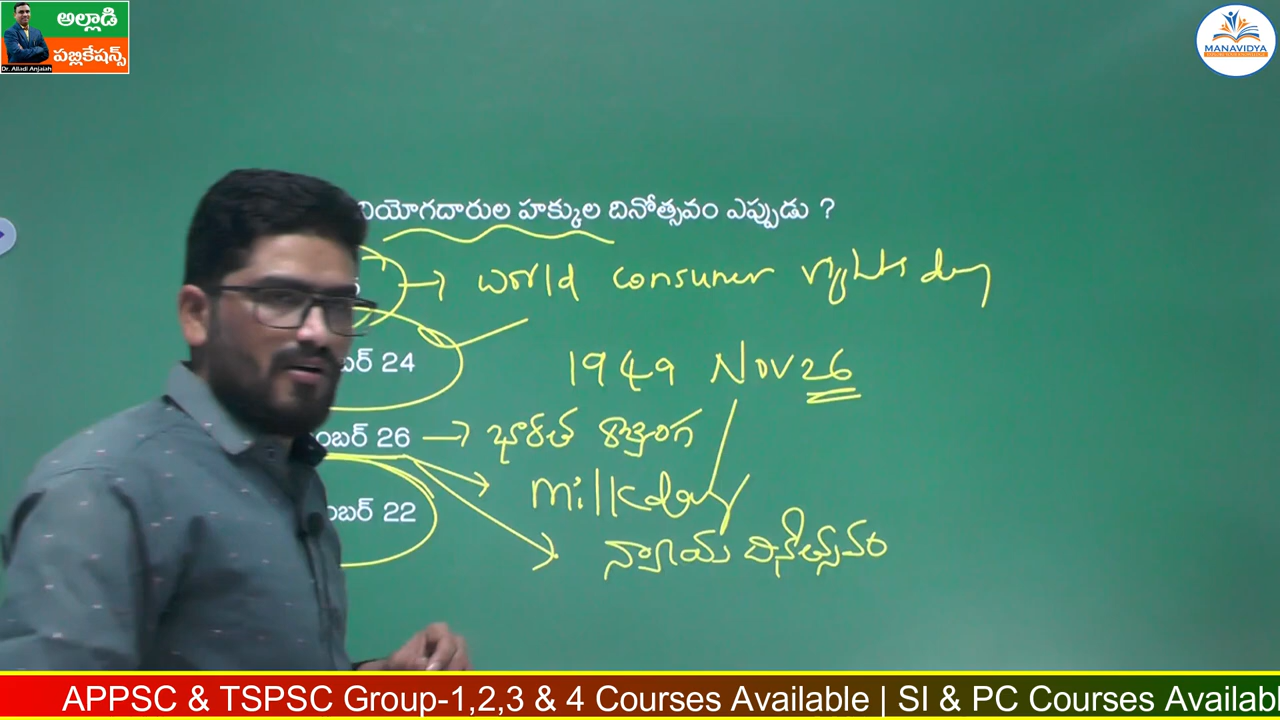 అల్లాడి
పబ్లికేషన్స్
Dr. Alladi Anjaiah
MANAVIDYA
నియోగదారుల హక్కుల దినోత్సవం ఎప్పుడు ?
→ world consumer rights day
బర్ 24
1949 Nov 26
ంబర్ 26 → భారత రాజ్యాంగ
milk day
ంబర్ 22
న్యాయ దినోత్సవం
APPSC & TSPSC Group-1,2,3 & 4 Courses Available | SI & PC Courses Availabl